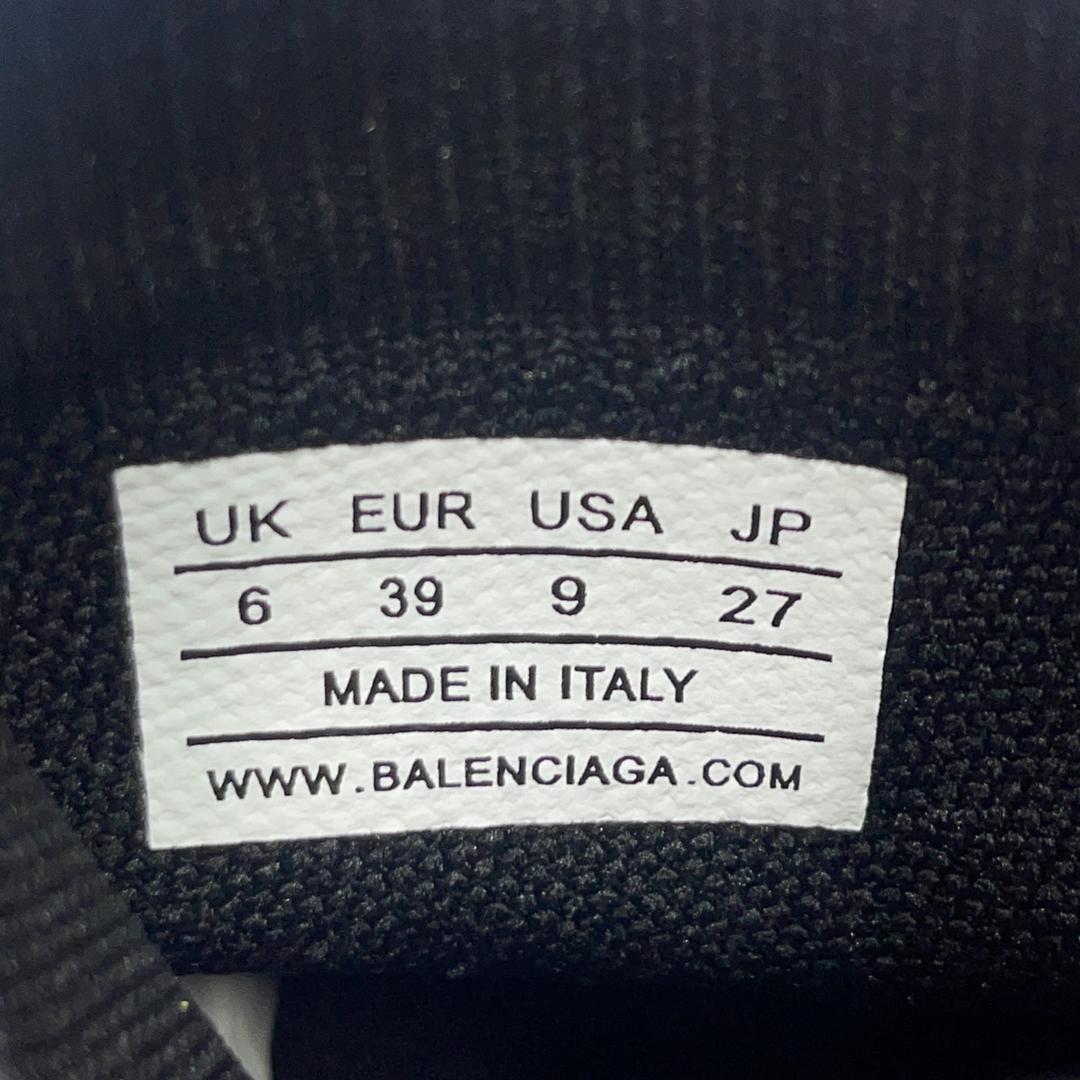 UK EUR USA JP
6 39 9 27
MADE IN ITALY
WWW.BALENCIAGA.COM